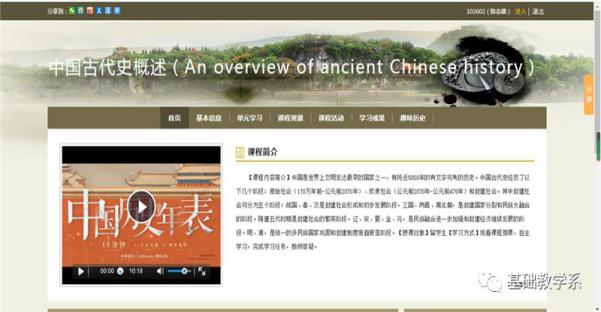 分享到：
102602（陈志雄） 进入 | 退出
中国古代史概述（An overview of ancient Chinese history）
首页 基本信息 单元学习 课程资源 课程活动 学习成果 趣味历史
分享
课程简介
中国历史年表
10分钟
00:00 10:18
【课程内容简介】中国是世界上文明发达最早的国家之一，有将近5000年的有文字可考的历史。中国古代史经历了以
下几个阶段：原始社会（170万年前-公元前2070年）、奴隶社会（公元前2070年-公元前475年）和封建社会。其中封建社
会可分为五个阶段：战国、秦、汉是封建社会形成和初步发展阶段。三国、两晋、南北朝，是封建国家分裂和民族大融合
的阶段。隋唐五代时期是封建社会的繁荣阶段。辽、宋、夏、金、元，是民族融合进一步加强和封建经济继续发展的阶
段。明、清，是统一的多民族国家巩固和封建制度渐趋衰落阶段。【授课对象】留学生【学习方式】观看课程微课，自主
学习，完成学习任务，教师答疑。
基础教学系